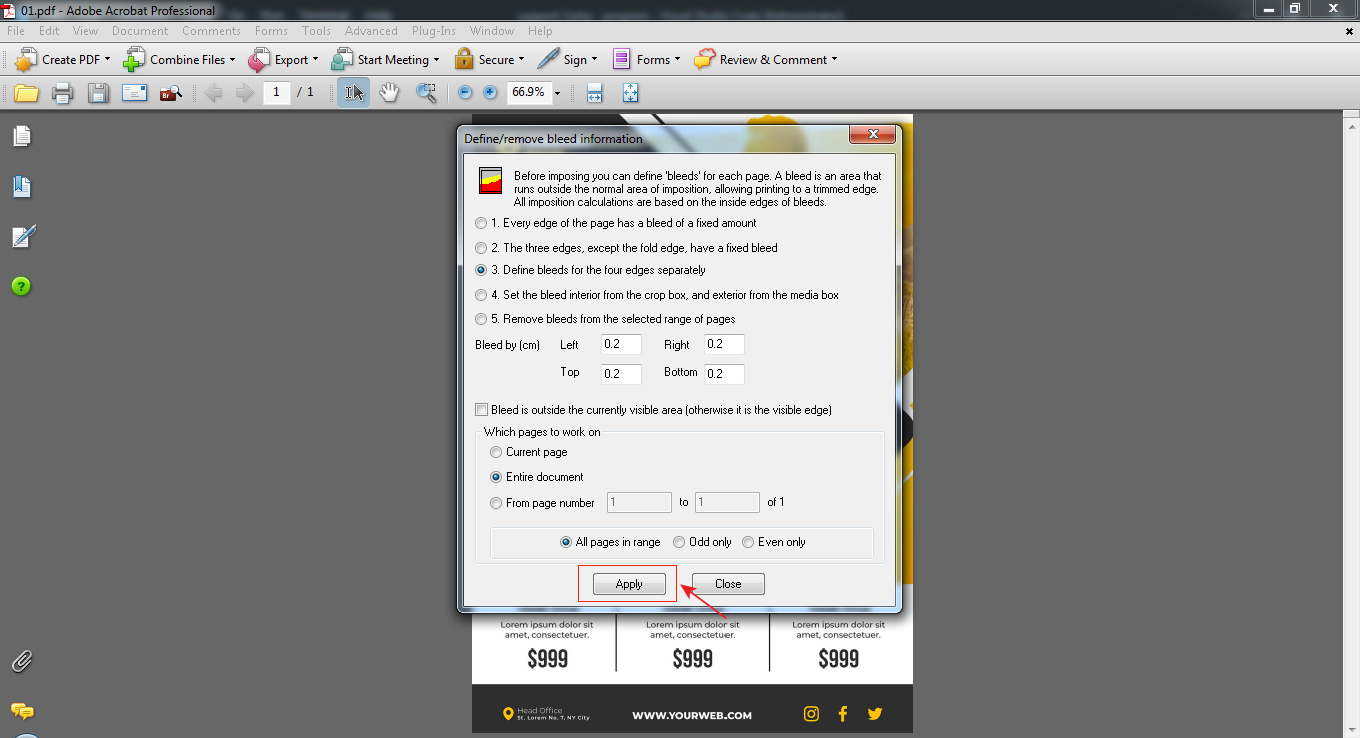 01.pdf - Adobe Acrobat Professional
File Edit View Document Comments Forms Tools Advanced Plug-Ins Window Help
Create PDF Combine Files Export Start Meeting Secure Sign Forms Review & Comment
1 / 1 66.9%
Define/remove bleed information
Before imposing you can define 'bleeds' for each page. A bleed is an area that
runs outside the normal area of imposition, allowing printing to a trimmed edge.
All imposition calculations are based on the inside edges of bleeds.
1. Every edge of the page has a bleed of a fixed amount
2. The three edges, except the fold edge, have a fixed bleed
3. Define bleeds for the four edges separately
4. Set the bleed interior from the crop box, and exterior from the media box
5. Remove bleeds from the selected range of pages
Bleed by (cm) Left 0.2 Right 0.2
Top 0.2 Bottom 0.2
Bleed is outside the currently visible area (otherwise it is the visible edge)
Which pages to work on
Current page
Entire document
From page number 1 to 1 of 1
All pages in range Odd only Even only
Apply Close
Lorem ipsum dolor sit Lorem ipsum dolor sit Lorem ipsum dolor sit
amet, consectetuer. amet, consectetuer. amet, consectetuer.
$999 $999 $999
Head Office
St. Lorem No. 7, NY City
WWW.YOURWEB.COM